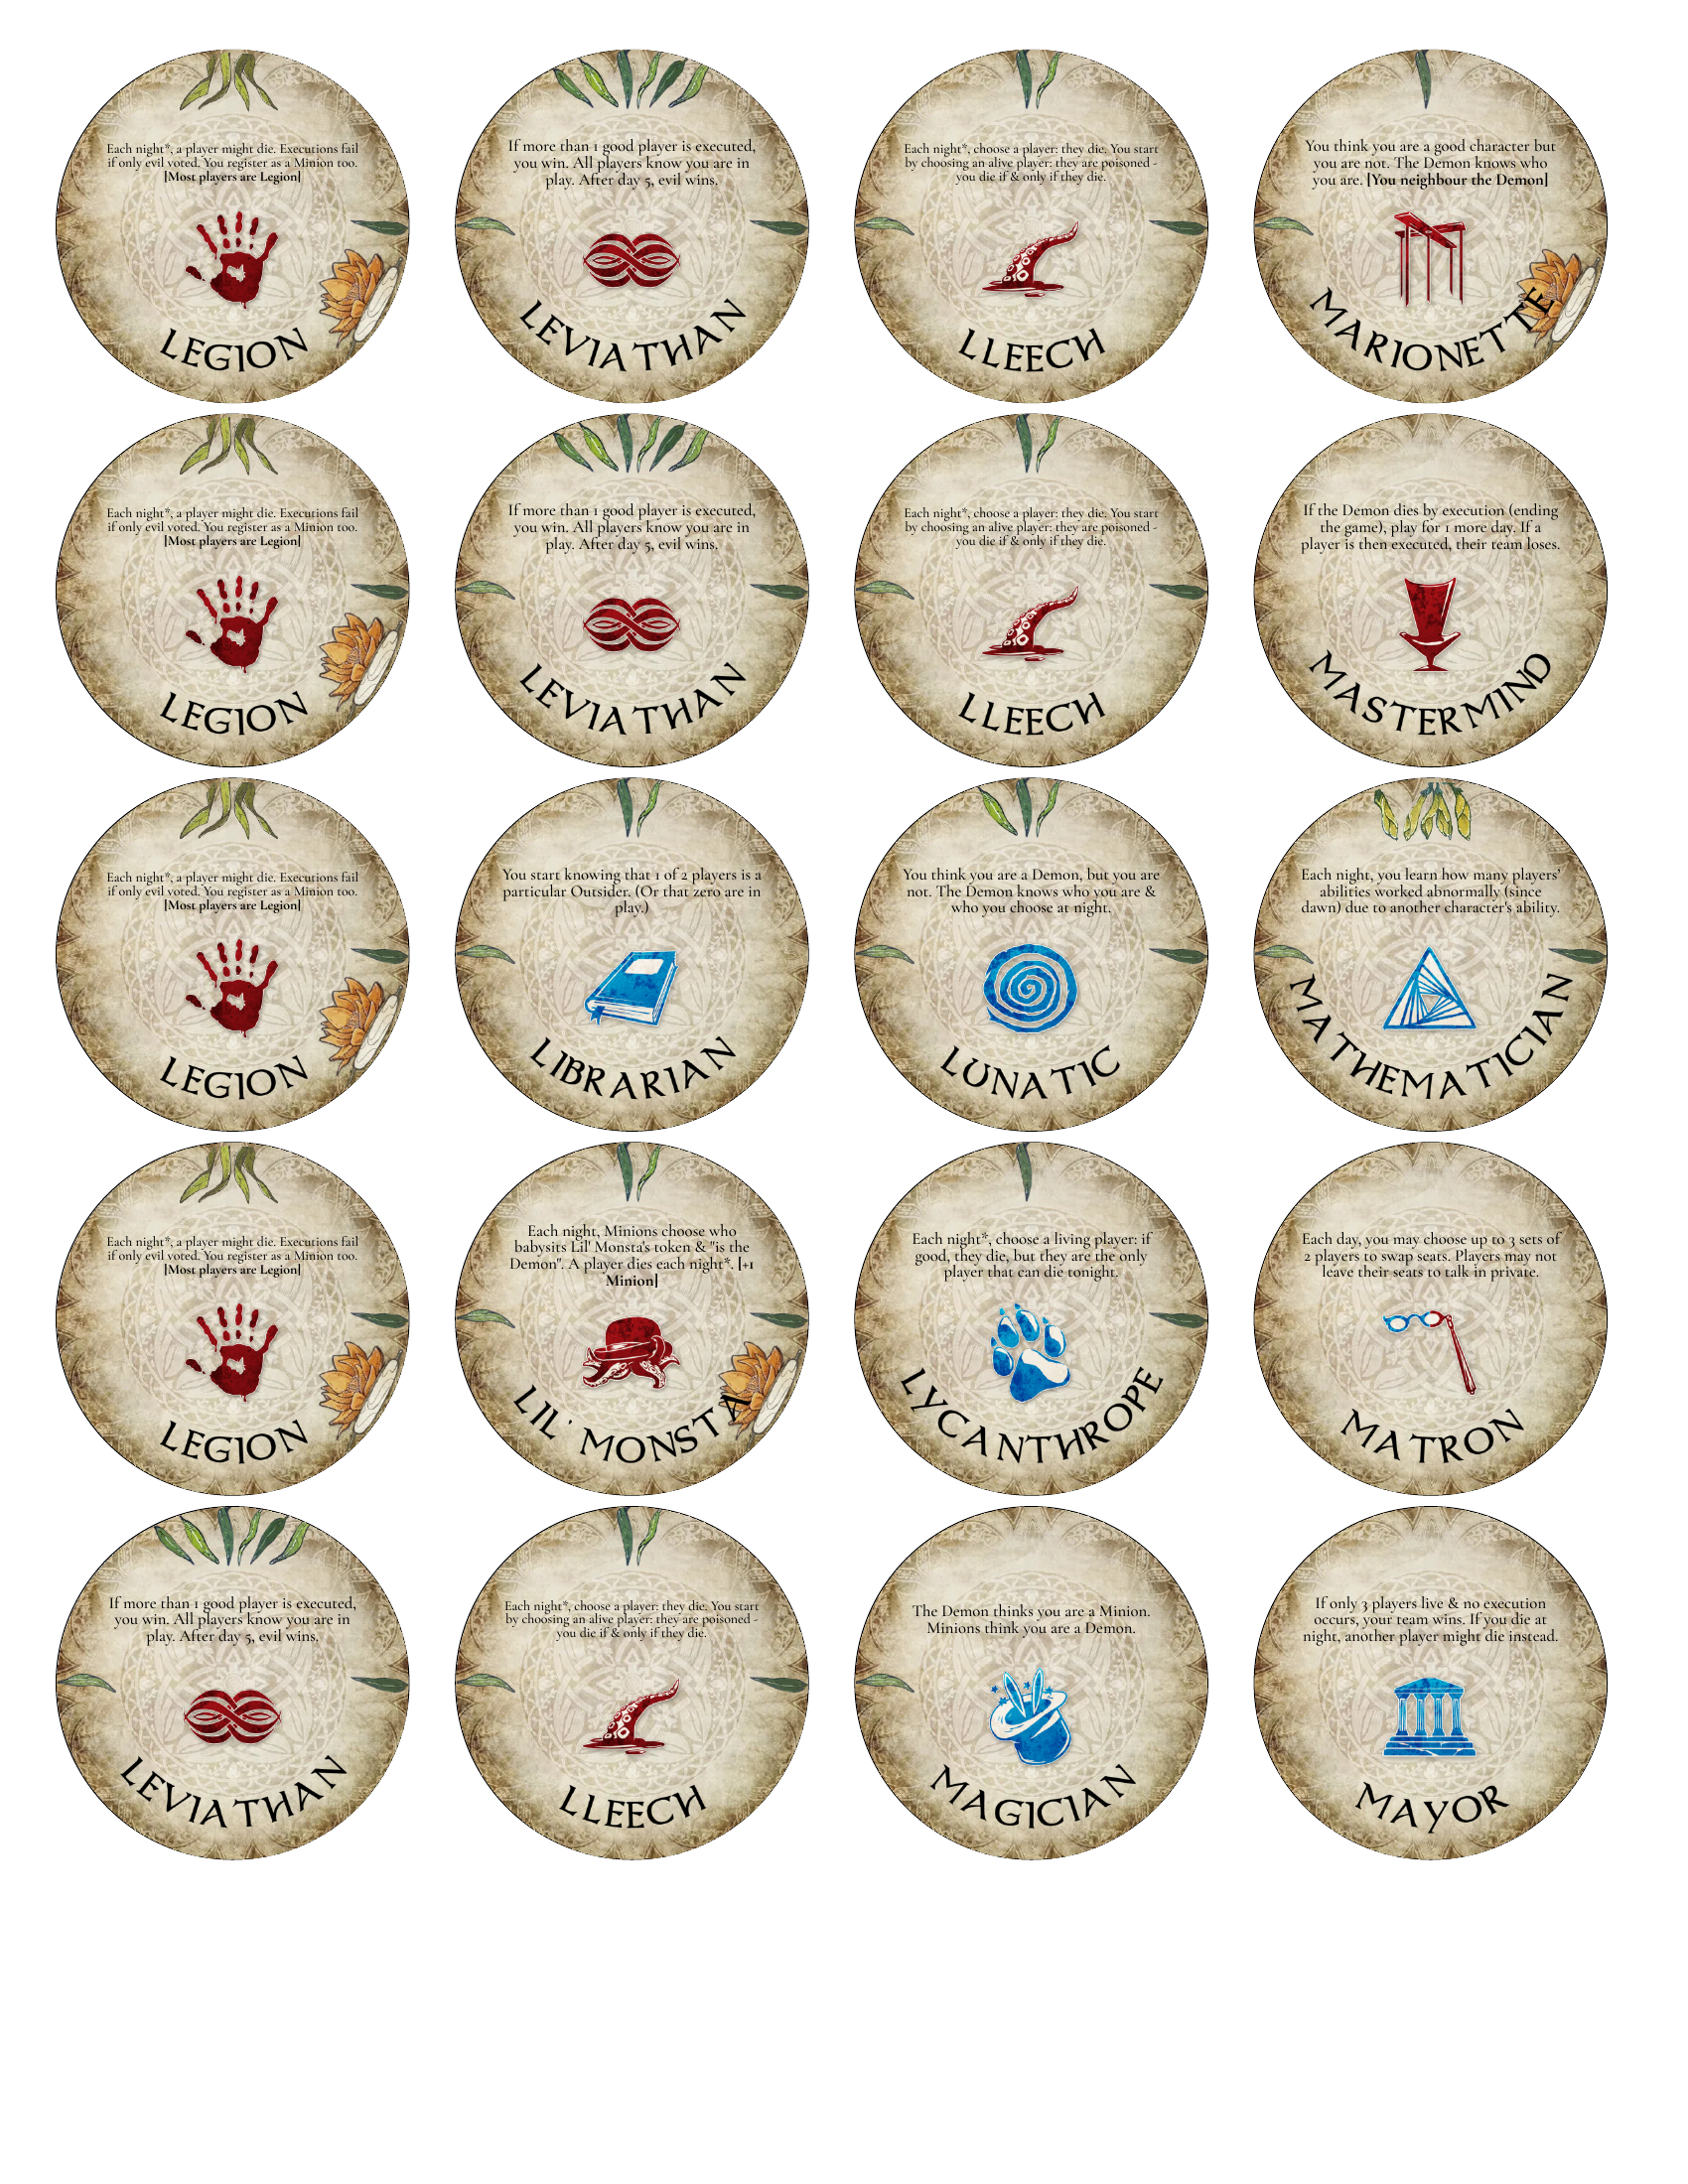 Each night*, a player might die. Executions fail
if only evil voted. You register as a Minion too.
[Most players are Legion]
LEGION
If more than 1 good player is executed,
you win. All players know you are in
play. After day 5, evil wins.
LEVIATHAN
Each night*, choose a player: they die. You start
by choosing an alive player: they are poisoned -
you die if & only if they die.
LLEECH
You think you are a good character but
you are not. The Demon knows who
you are. [You neighbour the Demon]
MARIONETTE
Each night*, a player might die. Executions fail
if only evil voted. You register as a Minion too.
[Most players are Legion]
LEGION
If more than 1 good player is executed,
you win. All players know you are in
play. After day 5, evil wins.
LEVIATHAN
Each night*, choose a player: they die. You start
by choosing an alive player: they are poisoned -
you die if & only if they die.
LLEECH
If the Demon dies by execution (ending
the game), play for 1 more day. If a
player is then executed, their team loses.
MASTERMIND
Each night*, a player might die. Executions fail
if only evil voted. You register as a Minion too.
[Most players are Legion]
LEGION
You start knowing that 1 of 2 players is a
particular Outsider. (Or that zero are in
play.)
LIBRARIAN
You think you are a Demon, but you are
not. The Demon knows who you are &
who you choose at night.
LUNATIC
Each night, you learn how many players'
abilities worked abnormally (since
dawn) due to another character's ability.
MATHEMATICIAN
Each night*, a player might die. Executions fail
if only evil voted. You register as a Minion too.
[Most players are Legion]
LEGION
Each night, Minions choose who
babysits Lil' Monsta's token & "is the
Demon". A player dies each night*. [+1
Minion]
LIL' MONSTA
Each night*, choose a living player: if
good, they die, but they are the only
player that can die tonight.
LYCANTHROPE
Each day, you may choose up to 3 sets of
2 players to swap seats. Players may not
leave their seats to talk in private.
MATRON
If more than 1 good player is executed,
you win. All players know you are in
play. After day 5, evil wins.
LEVIATHAN
Each night*, choose a player: they die. You start
by choosing an alive player: they are poisoned -
you die if & only if they die.
LLEECH
The Demon thinks you are a Minion.
Minions think you are a Demon.
MAGICIAN
If only 3 players live & no execution
occurs, your team wins. If you die at
night, another player might die instead.
MAYOR